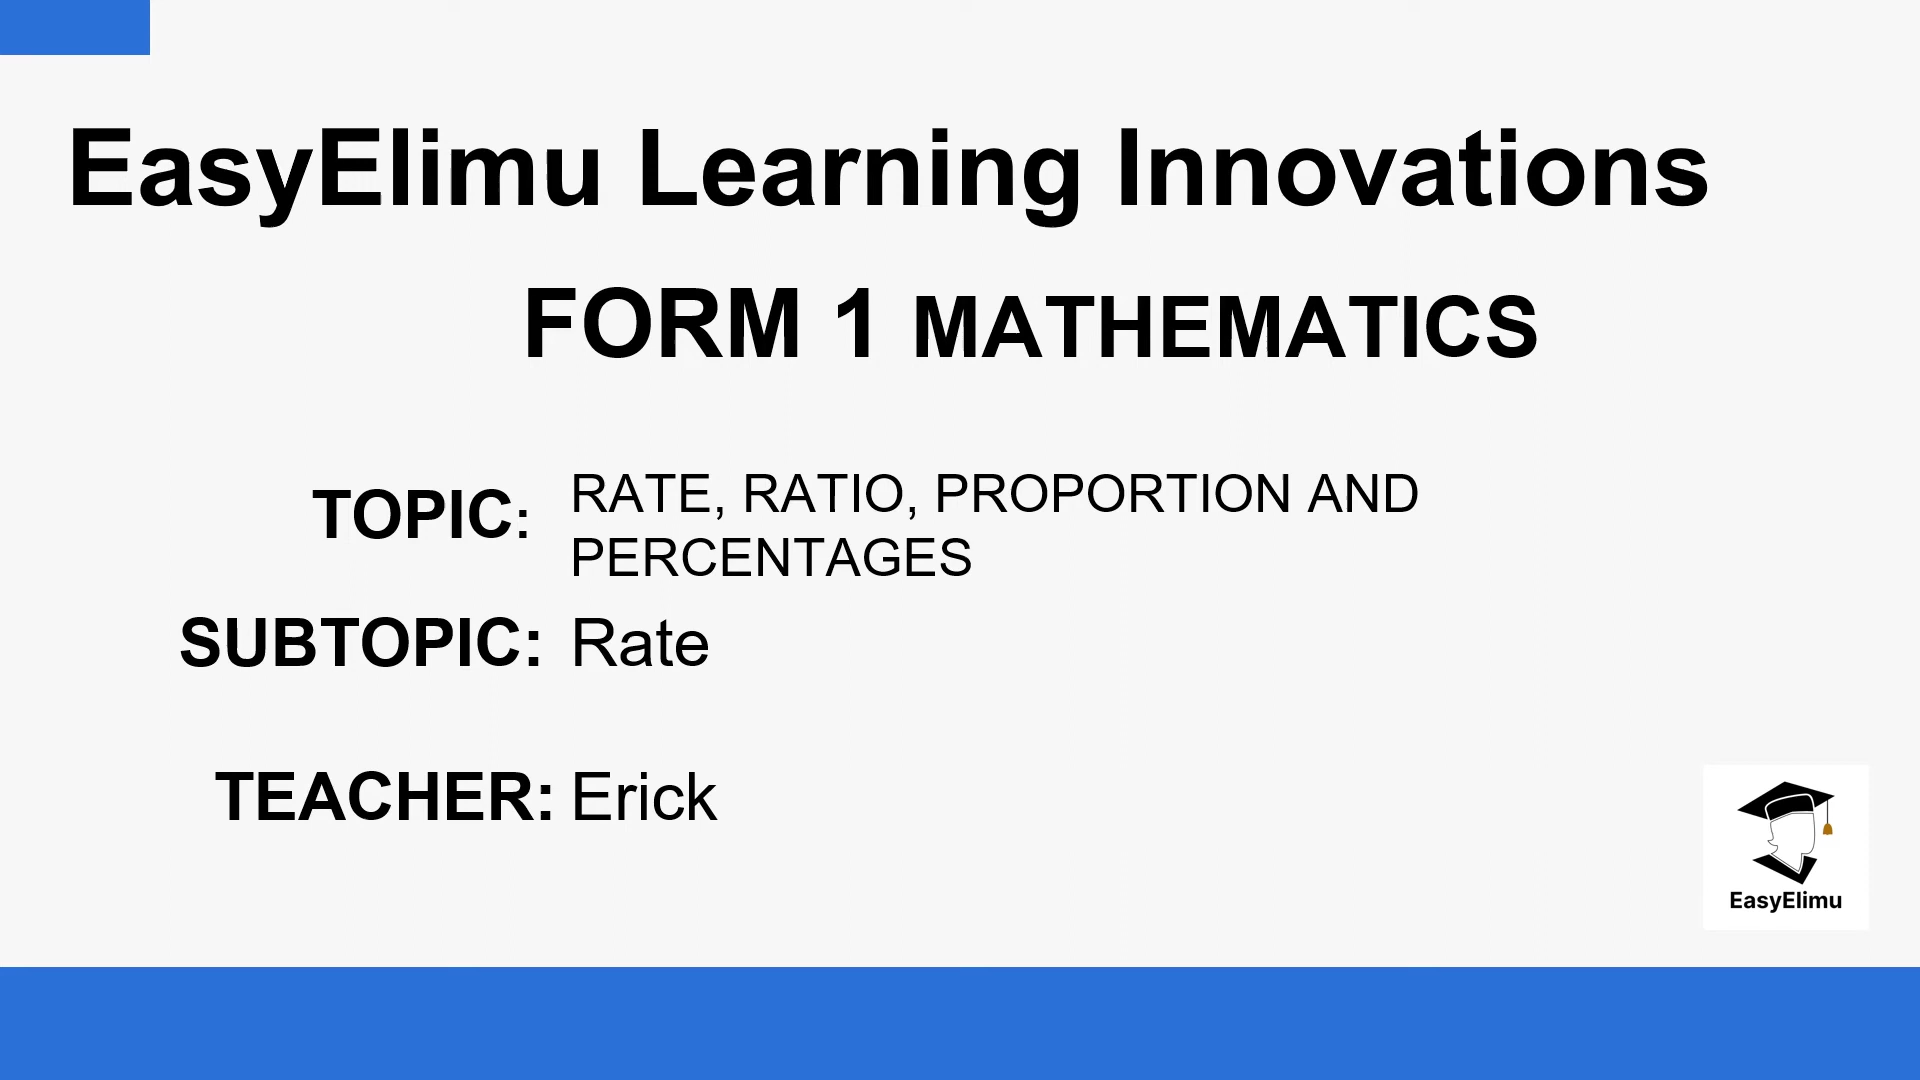 EasyElimu Learning Innovations
FORM 1 MATHEMATICS
TOPIC: RATE, RATIO, PROPORTION AND
PERCENTAGES
SUBTOPIC: Rate
TEACHER: Erick
EasyElimu